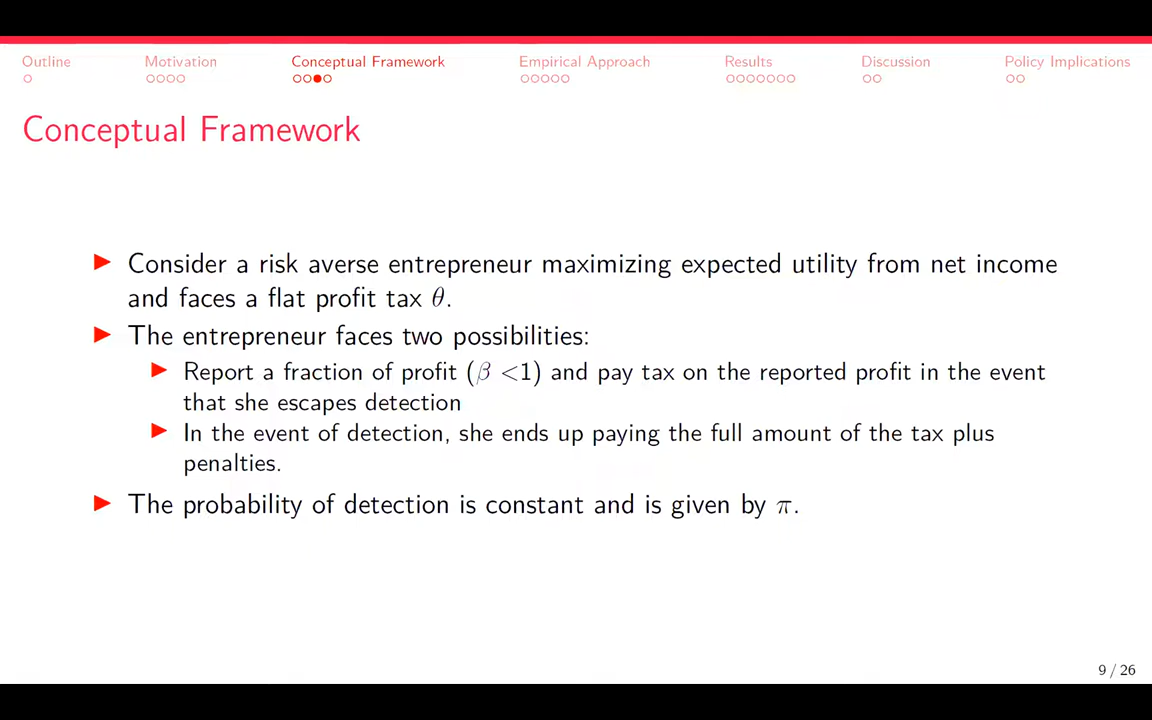 Outline Motivation Conceptual Framework Empirical Approach Results Discussion Policy Implications
Conceptual Framework
Consider a risk averse entrepreneur maximizing expected utility from net income
and faces a flat profit tax θ.
The entrepreneur faces two possibilities:
Report a fraction of profit (β <1) and pay tax on the reported profit in the event
that she escapes detection
In the event of detection, she ends up paying the full amount of the tax plus
penalties.
The probability of detection is constant and is given by π.
9 / 26